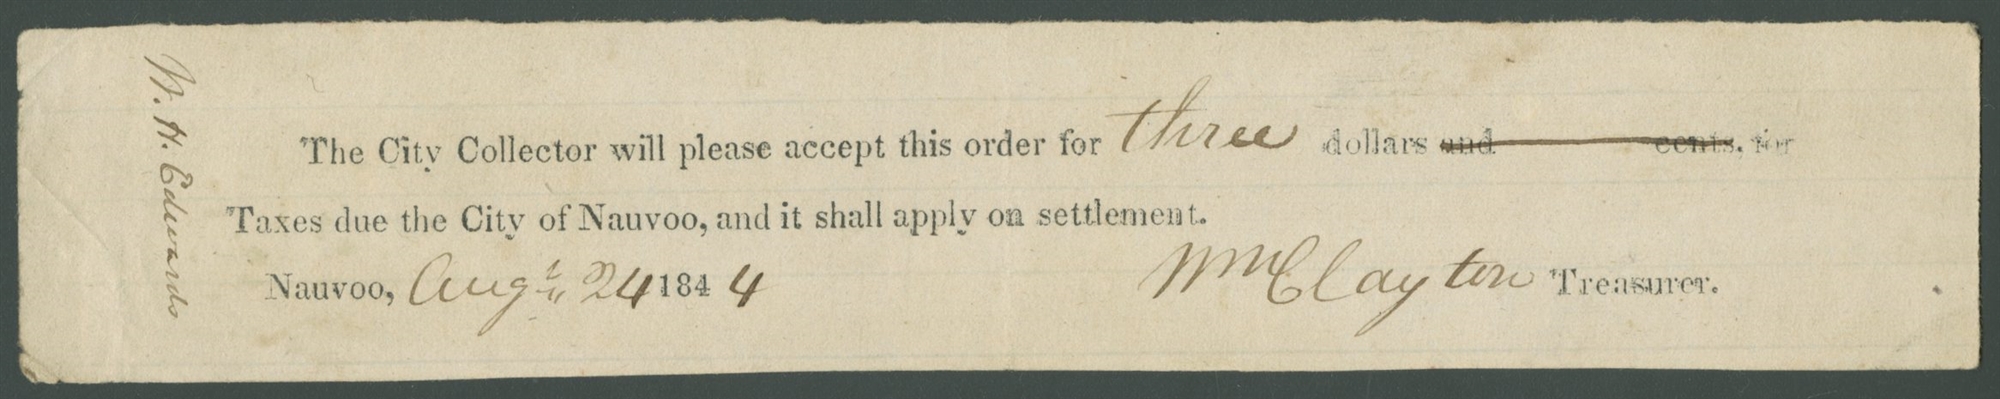 W. H. Edwards
The City Collector will please accept this order for three dollars and cents, for
Taxes due the City of Nauvoo, and it shall apply on settlement.
Nauvoo, Augt. 24 1844 Wm Clayton Treasurer.